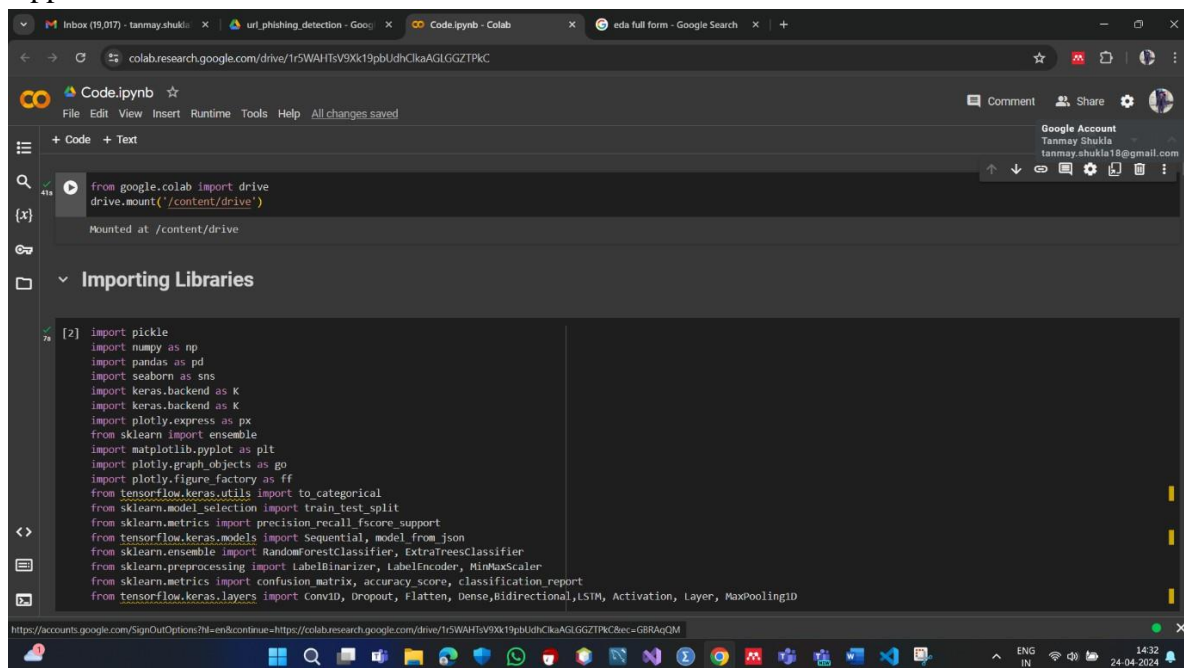 Inbox (19,017) - tanmay.shukla
url_phishing_detection - Goog
Code.ipynb - Colab
eda full form - Google Search
colab.research.google.com/drive/1r5WAHTsV9Xk19pbUdhClkaAGLGGZTPkC
Code.ipynb
Comment
Share
File Edit View Insert Runtime Tools Help All changes saved
Google Account
Tanmay Shukla
tanmay.shukla18@gmail.com
+ Code + Text
41s
from google.colab import drive
drive.mount('/content/drive')
Mounted at /content/drive
{x}
Importing Libraries
7s
[2] import pickle
import numpy as np
import pandas as pd
import seaborn as sns
import keras.backend as K
import keras.backend as K
import plotly.express as px
from sklearn import ensemble
import matplotlib.pyplot as plt
import plotly.graph_objects as go
import plotly.figure_factory as ff
from tensorflow.keras.utils import to_categorical
from sklearn.model_selection import train_test_split
from sklearn.metrics import precision_recall_fscore_support
from tensorflow.keras.models import Sequential, model_from_json
from sklearn.ensemble import RandomForestClassifier, ExtraTreesClassifier
from sklearn.preprocessing import LabelBinarizer, LabelEncoder, MinMaxScaler
from sklearn.metrics import confusion_matrix, accuracy_score, classification_report
from tensorflow.keras.layers import Conv1D, Dropout, Flatten, Dense,Bidirectional,LSTM, Activation, Layer, MaxPooling1D
https://accounts.google.com/SignOutOptions?hl=en&continue=https://colab.research.google.com/drive/1r5WAHTsV9Xk19pbUdhClkaAGLGGZTPkC&ec=GBRAqQM
ENG
IN
14:32
24-04-2024